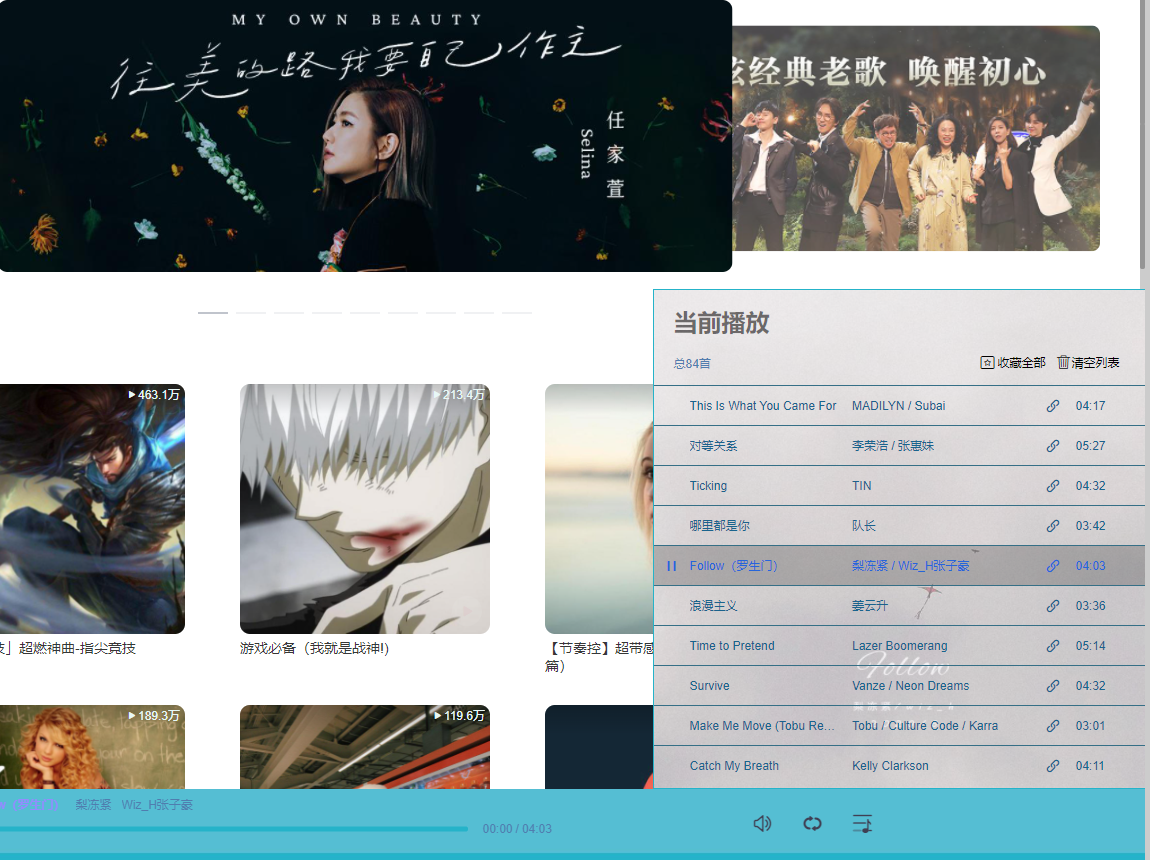 MY OWN BEAUTY
往美的路我要自己作主
任家萱
Selina
经典老歌 唤醒初心
当前播放
总84首
收藏全部 清空列表
This Is What You Came For MADILYN / Subai 04:17
对等关系 李荣浩 / 张惠妹 05:27
Ticking TIN 04:32
哪里都是你 队长 03:42
Follow（罗生门） 梨冻紧 / Wiz_H张子豪 04:03
浪漫主义 姜云升 03:36
Time to Pretend Lazer Boomerang 05:14
Survive Vanze / Neon Dreams 04:32
Make Me Move (Tobu Re… Tobu / Culture Code / Karra 03:01
Catch My Breath Kelly Clarkson 04:11
Follow
463.1万
213.4万
」超燃神曲-指尖竞技
游戏必备（我就是战神!)
【节奏控】超带感
篇）
189.3万
119.6万
（罗生门） 梨冻紧 Wiz_H张子豪
00:00 / 04:03